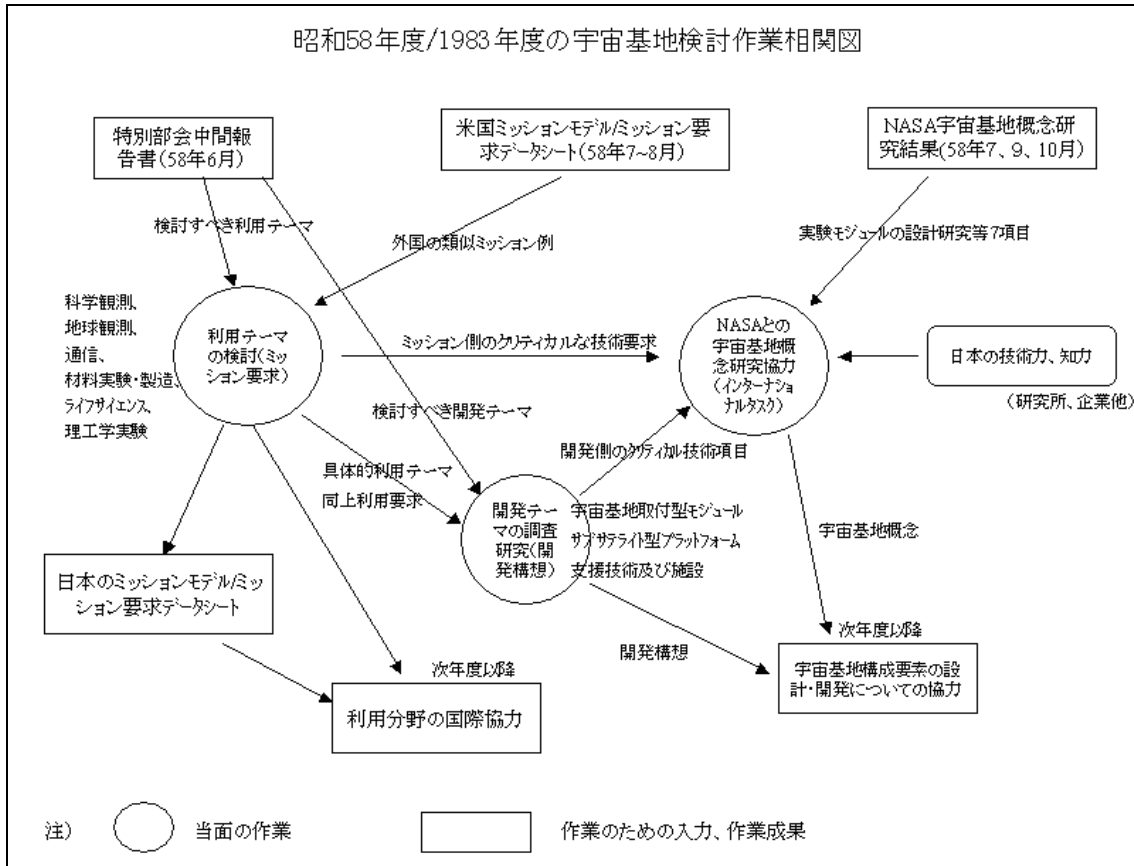 昭和58年度/1983年度の宇宙基地検討作業相関図
特別部会中間報
告書(58年6月)
米国ミッションモデル/ミッション要
求データシート(58年7~8月)
NASA宇宙基地概念研
究結果(58年7、9、10月)
検討すべき利用テーマ
外国の類似ミッション例
実験モジュールの設計研究等7項目
科学観測、
地球観測、
通信、
材料実験・製造、
ライフサイエンス、
理工学実験
利用テーマ
の検討(ミッ
ション要求)
ミッション側のクリティカルな技術要求
NASAとの
宇宙基地概
念研究協力
(インターナショ
ナルタスク)
日本の技術力、知力
(研究所、企業他)
検討すべき開発テーマ
開発側のクリティカル技術項目
具体的利用テーマ
同上利用要求
開発テー
マの調査
研究(開
発構想)
宇宙基地取付型モジュール
サブサテライト型プラットフォーム
支援技術及び施設
宇宙基地概念
日本のミッションモデル/ミッ
ション要求データシート
開発構想
次年度以降
宇宙基地構成要素の設
計・開発についての協力
次年度以降
利用分野の国際協力
注)
当面の作業
作業のための入力、作業成果